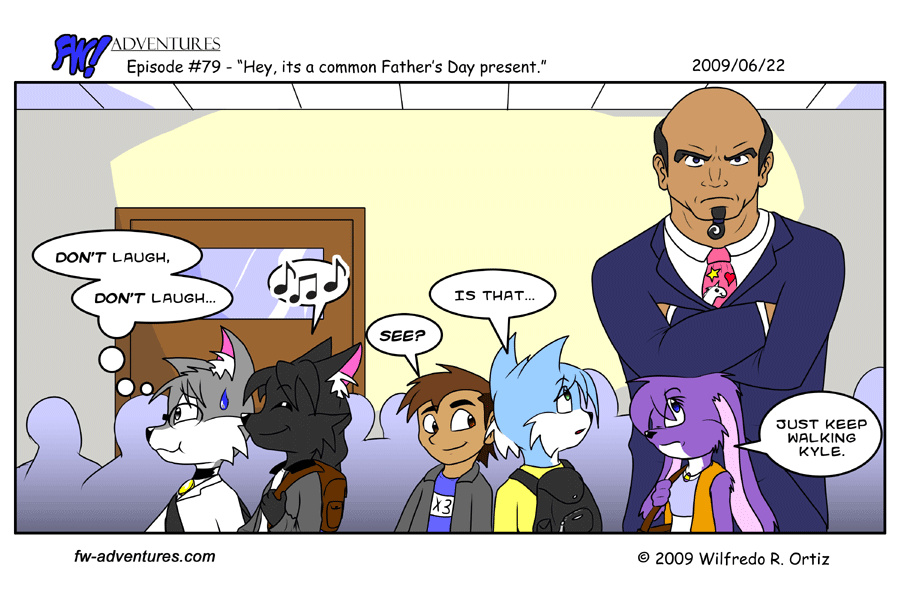 FW! ADVENTURES
Episode #79 - "Hey, its a common Father's Day present."
2009/06/22
DON'T LAUGH,
DON'T LAUGH...
SEE?
IS THAT...
JUST KEEP
WALKING
KYLE.
X3
fw-adventures.com
© 2009 Wilfredo R. Ortiz